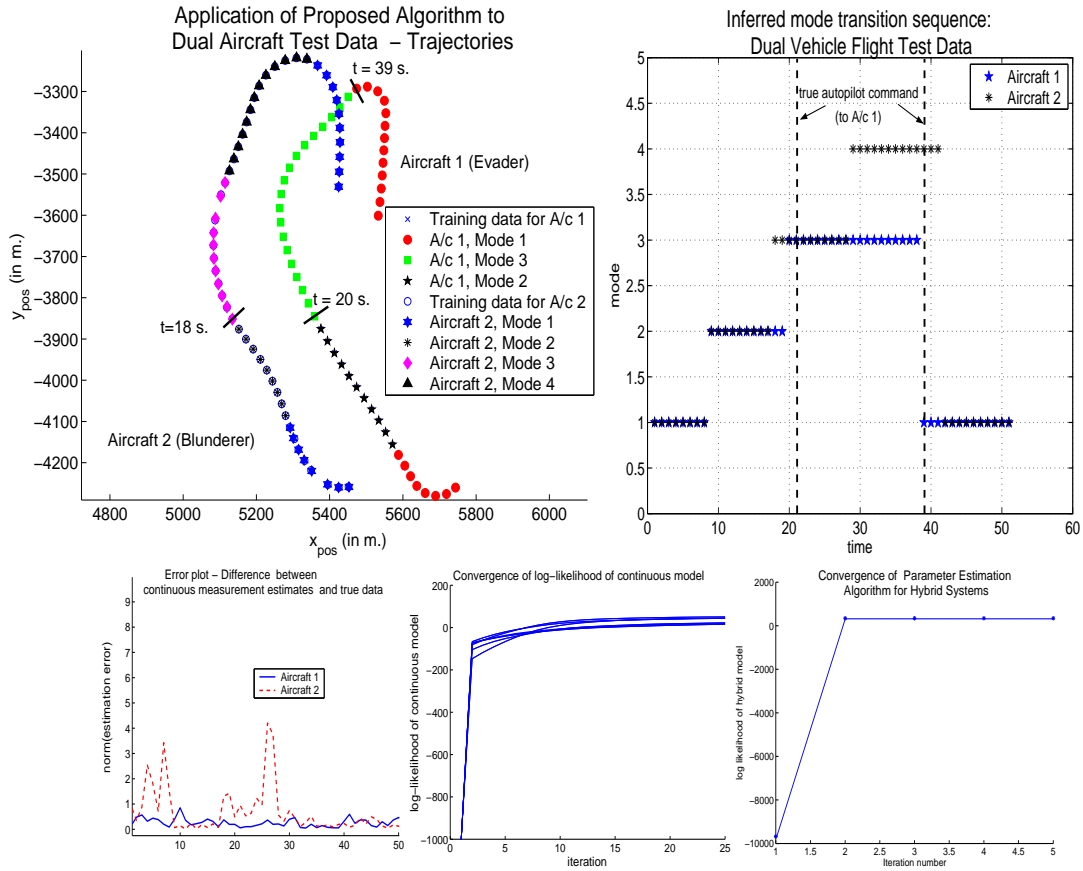 Application of Proposed Algorithm to
Dual Aircraft Test Data – Trajectories
t = 39 s.
Aircraft 1 (Evader)
Training data for A/c 1
A/c 1, Mode 1
A/c 1, Mode 3
A/c 1, Mode 2
Training data for A/c 2
Aircraft 2, Mode 1
Aircraft 2, Mode 2
Aircraft 2, Mode 3
Aircraft 2, Mode 4
t = 20 s.
t=18 s.
Aircraft 2 (Blunderer)
y_pos (in m.)
−3300
−3400
−3500
−3600
−3700
−3800
−3900
−4000
−4100
−4200
4800
5000
5200
5400
5600
5800
6000
x_pos (in m.)
Inferred mode transition sequence:
Dual Vehicle Flight Test Data
Aircraft 1
Aircraft 2
true autopilot command
(to A/c 1)
mode
5
4.5
4
3.5
3
2.5
2
1.5
1
0.5
0
0
10
20
30
40
50
60
time
Error plot – Difference between
continuous measurement estimates and true data
Aircraft 1
Aircraft 2
norm(estimation error)
9
8
7
6
5
4
3
2
1
0
10
20
30
40
50
Convergence of log−likelihood of continuous model
log−likelihood of continuous model
200
0
−200
−400
−600
−800
−1000
0
5
10
15
20
25
iteration
Convergence of Parameter Estimation
Algorithm for Hybrid Systems
log likelihood of hybrid model
2000
0
−2000
−4000
−6000
−8000
−10000
1
1.5
2
2.5
3
3.5
4
4.5
5
Iteration number